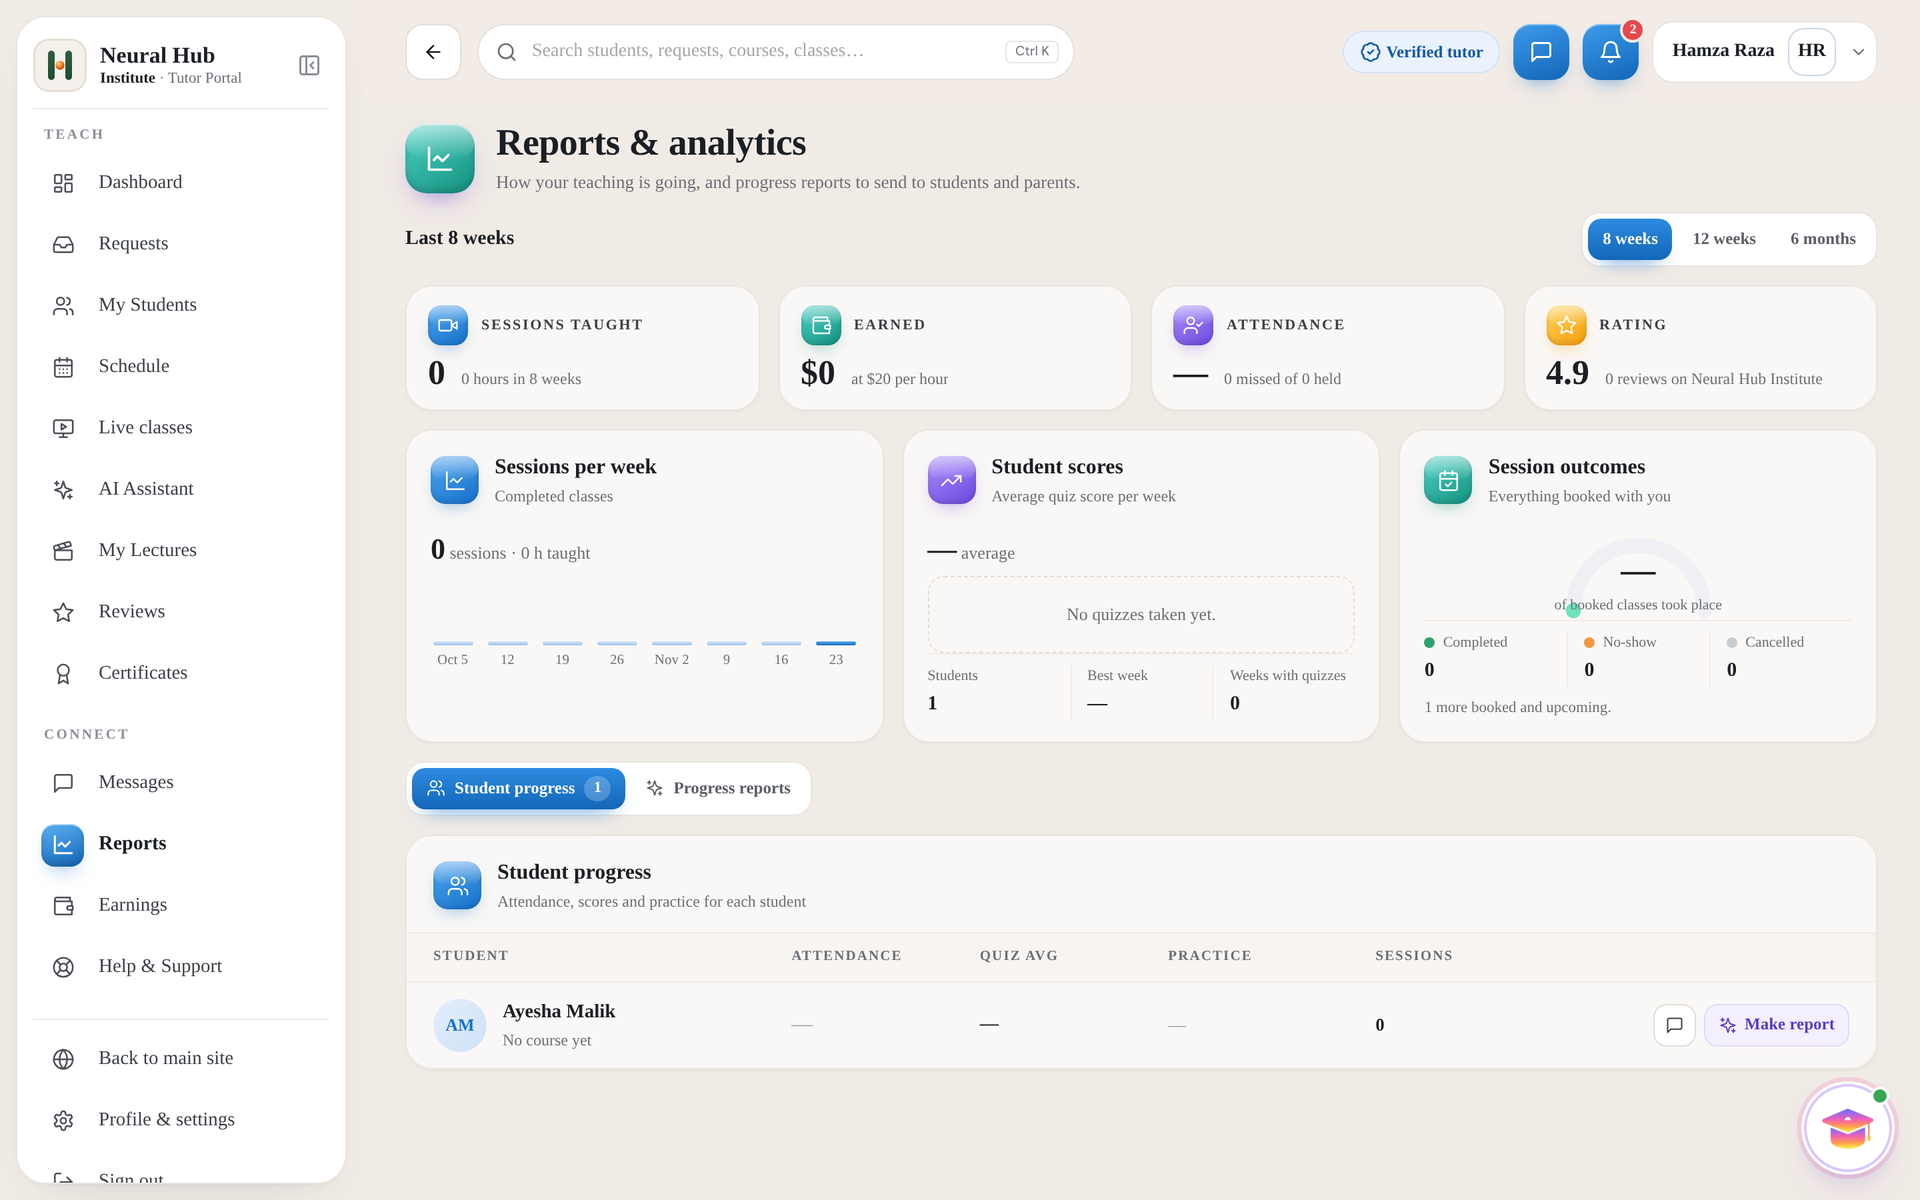 Neural Hub
Institute · Tutor Portal
Search students, requests, courses, classes…
Ctrl K
Verified tutor
2
Hamza Raza
HR
TEACH
Dashboard
Requests
My Students
Schedule
Live classes
AI Assistant
My Lectures
Reviews
Certificates
CONNECT
Messages
Reports
Earnings
Help & Support
Back to main site
Profile & settings
Sign out
Reports & analytics
How your teaching is going, and progress reports to send to students and parents.
Last 8 weeks
8 weeks
12 weeks
6 months
SESSIONS TAUGHT
0 0 hours in 8 weeks
EARNED
$0 at $20 per hour
ATTENDANCE
— 0 missed of 0 held
RATING
4.9 0 reviews on Neural Hub Institute
Sessions per week
Completed classes
0 sessions · 0 h taught
Oct 5 12 19 26 Nov 2 9 16 23
Student scores
Average quiz score per week
— average
No quizzes taken yet.
Students Best week Weeks with quizzes
1 — 0
Session outcomes
Everything booked with you
—
of booked classes took place
Completed No-show Cancelled
0 0 0
1 more booked and upcoming.
Student progress 1
Progress reports
Student progress
Attendance, scores and practice for each student
STUDENT ATTENDANCE QUIZ AVG PRACTICE SESSIONS
AM Ayesha Malik — — — 0 Make report
No course yet